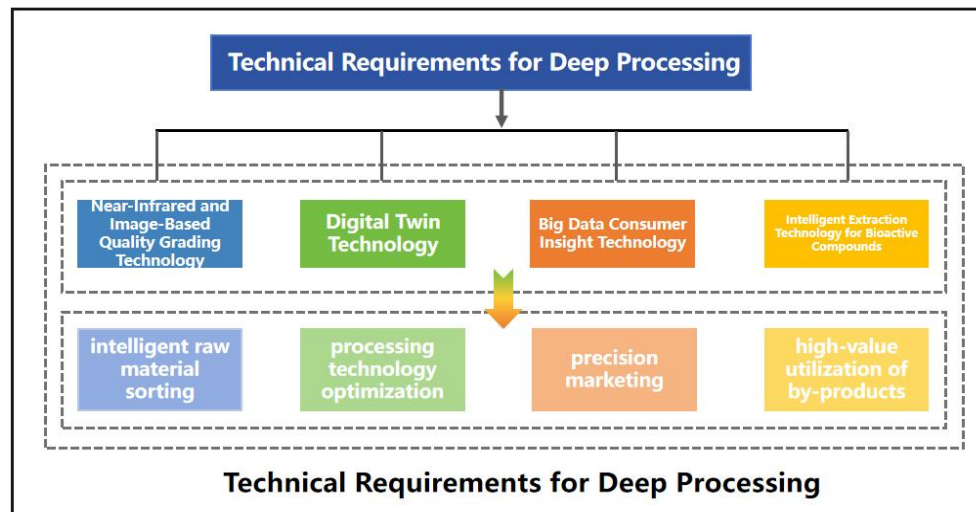 Technical Requirements for Deep Processing
Near-Infrared and
Image-Based
Quality Grading
Technology
Digital Twin
Technology
Big Data Consumer
Insight Technology
Intelligent Extraction
Technology for Bioactive
Compounds
intelligent raw
material
sorting
processing
technology
optimization
precision
marketing
high-value
utilization of
by-products
Technical Requirements for Deep Processing